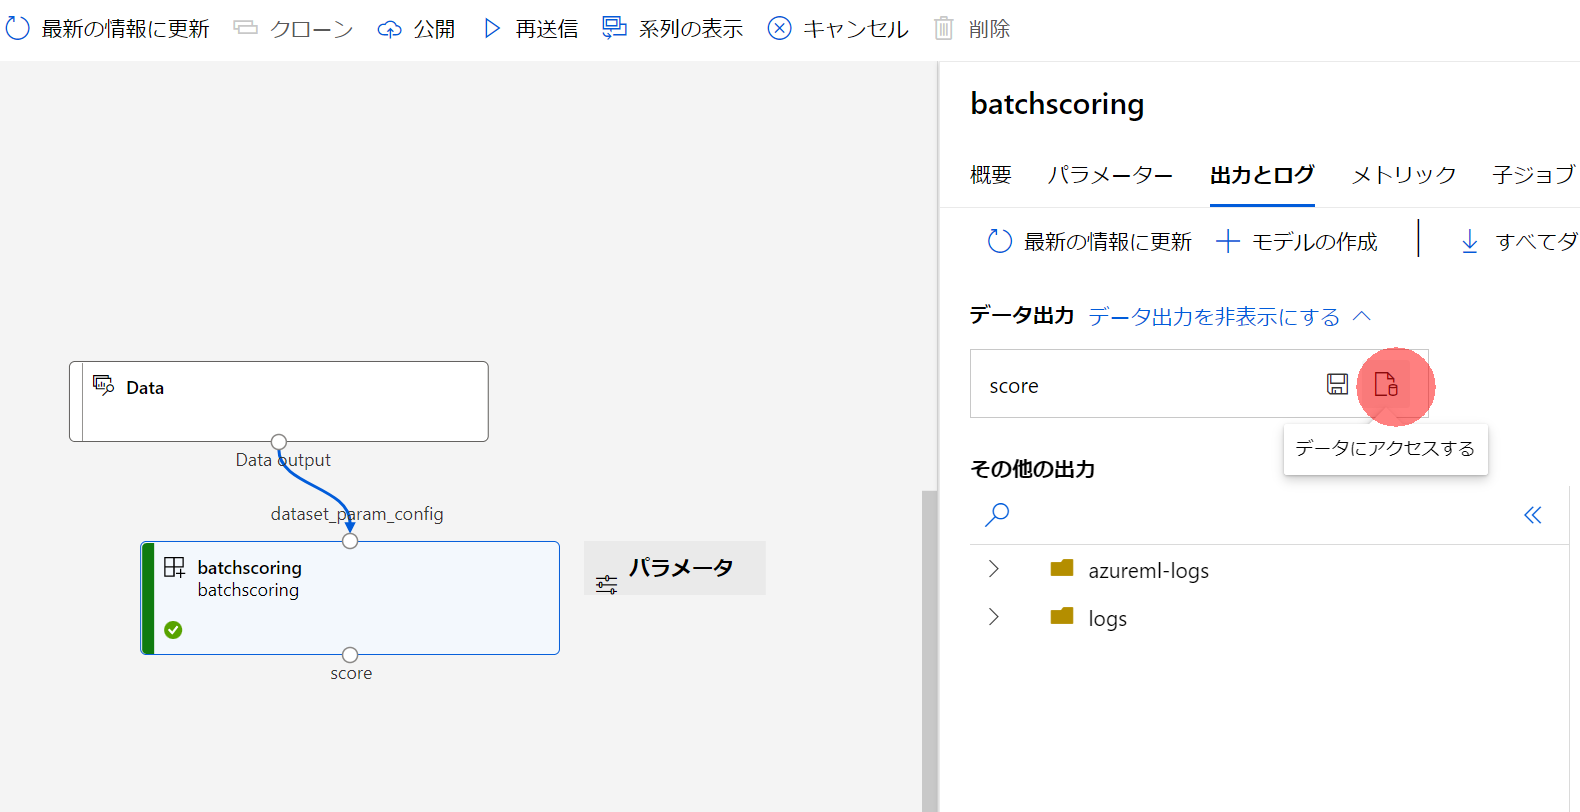 最新の情報に更新 クローン 公開 再送信 系列の表示 キャンセル 削除
Data
Data output
dataset_param_config
batchscoring
batchscoring
パラメータ
score
batchscoring
概要 パラメーター 出力とログ メトリック 子ジョブ
最新の情報に更新 モデルの作成 すべてダ
データ出力 データ出力を非表示にする
score
データにアクセスする
その他の出力
azureml-logs
logs